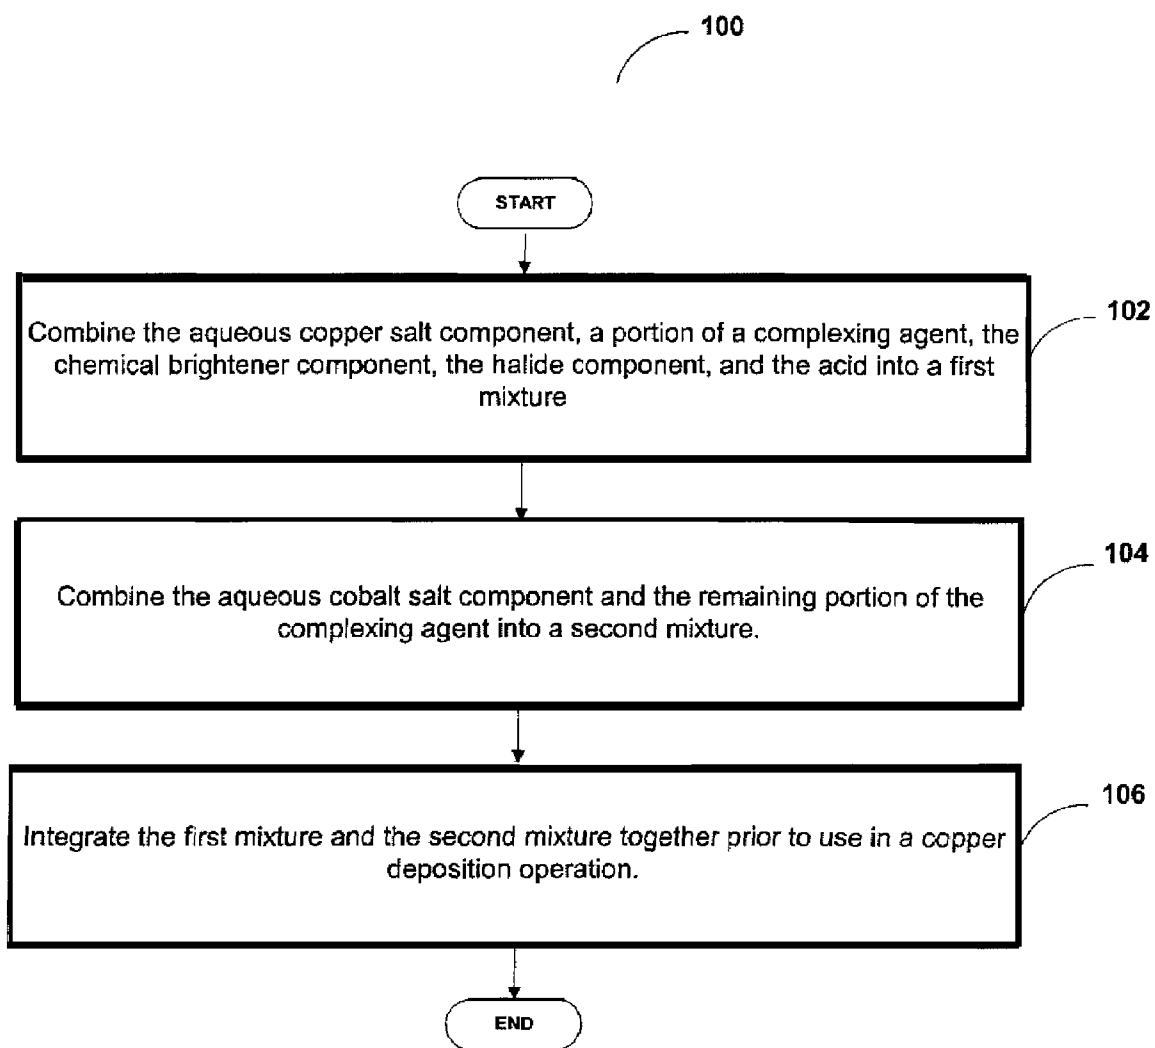 100
START
Combine the aqueous copper salt component, a portion of a complexing agent, the
chemical brightener component, the halide component, and the acid into a first
mixture
102
Combine the aqueous cobalt salt component and the remaining portion of the
complexing agent into a second mixture.
104
Integrate the first mixture and the second mixture together prior to use in a copper
deposition operation.
106
END